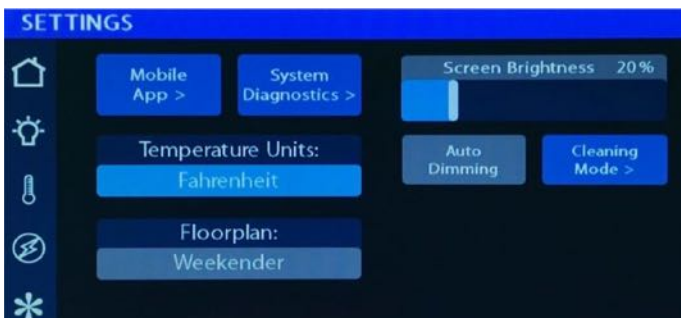 SETTINGS
Mobile
App >
System
Diagnostics >
Screen Brightness 20%
Temperature Units:
Fahrenheit
Auto
Dimming
Cleaning
Mode >
Floorplan:
Weekender